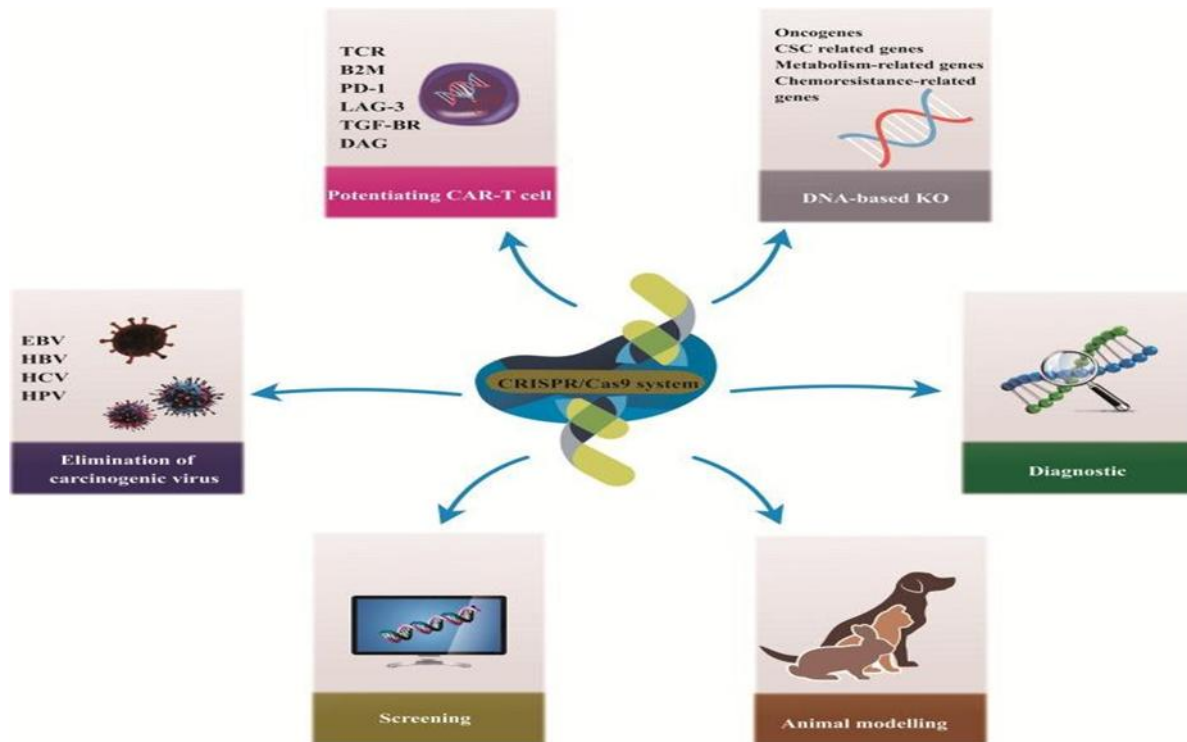 TCR
B2M
PD-1
LAG-3
TGF-BR
DAG
Potentiating CAR-T cell
Oncogenes
CSC related genes
Metabolism-related genes
Chemoresistance-related
genes
DNA-based KO
EBV
HBV
HCV
HPV
Elimination of
carcinogenic virus
CRISPR/Cas9 system
Diagnostic
Screening
Animal modelling